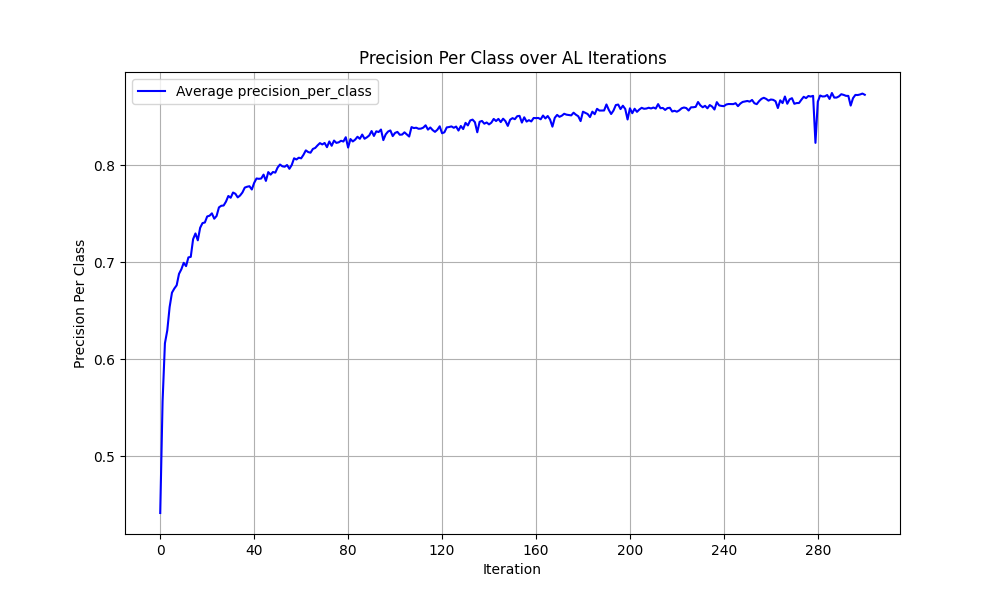 Precision Per Class over AL Iterations
Average precision_per_class
Precision Per Class
0.8
0.7
0.6
0.5
0 40 80 120 160 200 240 280
Iteration